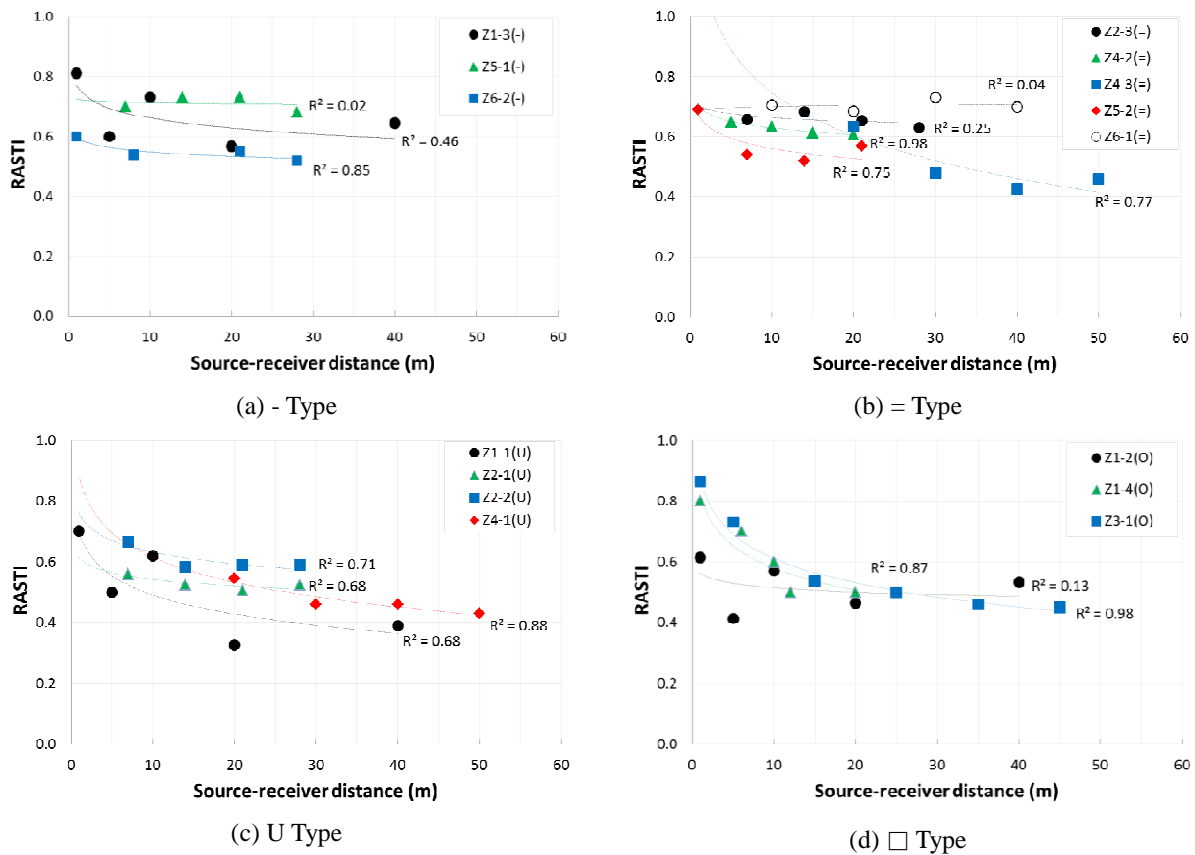 1.0
0.8
0.6
0.4
0.2
0.0
RASTI
0 10 20 30 40 50 60
Source-receiver distance (m)
Z1-3(-)
Z5-1(-)
Z6-2(-)
R² = 0.02
R² = 0.46
R² = 0.85
(a) - Type
1.0
0.8
0.6
0.4
0.2
0.0
RASTI
0 10 20 30 40 50 60
Source-receiver distance (m)
Z2-3(=)
Z4-2(=)
Z4-3(=)
Z5-2(=)
Z6-1(=)
R² = 0.04
R² = 0.25
R² = 0.98
R² = 0.75
R² = 0.77
(b) = Type
1.0
0.8
0.6
0.4
0.2
0.0
RASTI
0 10 20 30 40 50 60
Source-receiver distance (m)
Z1-1(U)
Z2-1(U)
Z2-2(U)
Z4-1(U)
R² = 0.71
R² = 0.68
R² = 0.88
R² = 0.68
(c) U Type
1.0
0.8
0.6
0.4
0.2
0.0
RASTI
0 10 20 30 40 50 60
Source-receiver distance (m)
Z1-2(O)
Z1-4(O)
Z3-1(O)
R² = 0.87
R² = 0.13
R² = 0.98
(d) □ Type